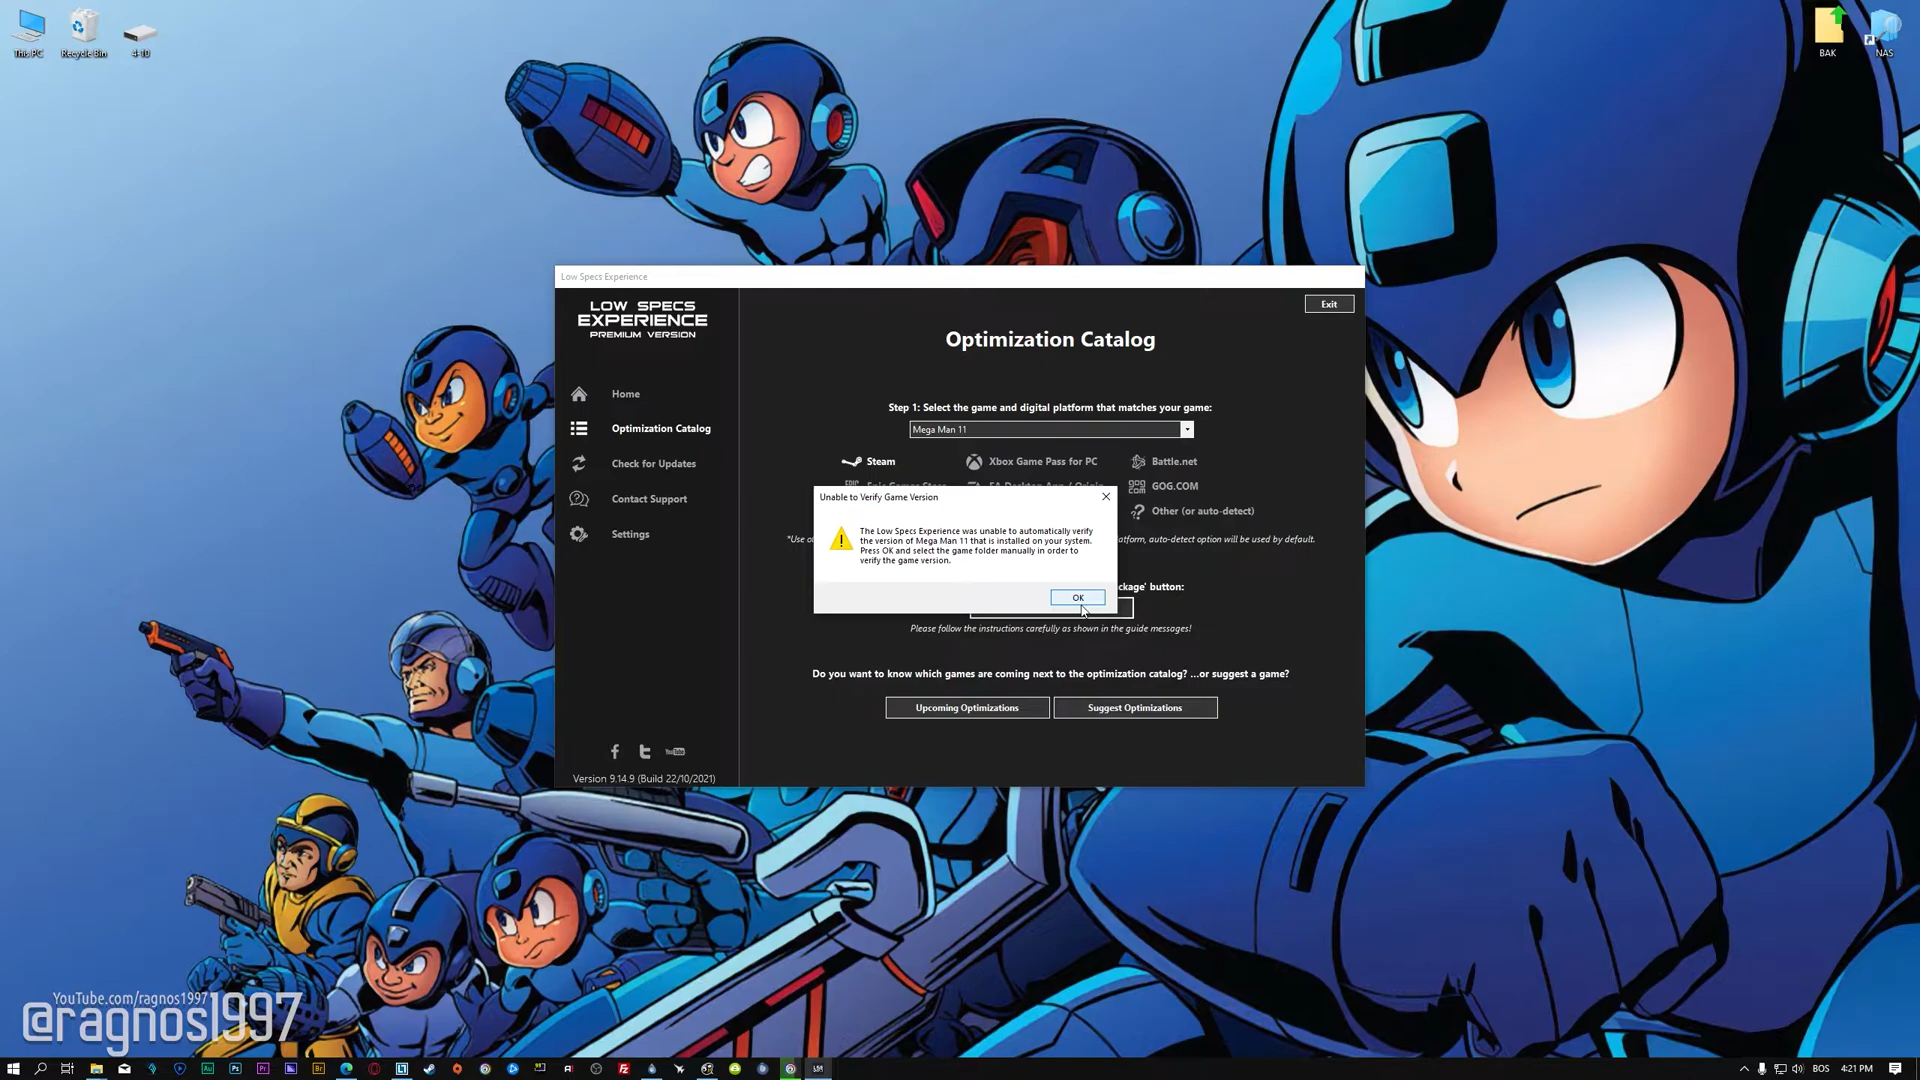 This PC
Recycle Bin
4-10
BAK
NAS
Low Specs Experience
LOW SPECS
EXPERIENCE
PREMIUM VERSION
Exit
Optimization Catalog
Home
Optimization Catalog
Check for Updates
Contact Support
Settings
Step 1: Select the game and digital platform that matches your game:
Mega Man 11
Steam
Xbox Game Pass for PC
Battle.net
GOG.COM
Other (or auto-detect)
atform, auto-detect option will be used by default.
Unable to Verify Game Version
The Low Specs Experience was unable to automatically verify
the version of Mega Man 11 that is installed on your system.
Press OK and select the game folder manually in order to
verify the game version.
OK
ckage' button:
Please follow the instructions carefully as shown in the guide messages!
Do you want to know which games are coming next to the optimization catalog? ...or suggest a game?
Upcoming Optimizations
Suggest Optimizations
Version 9.14.9 (Build 22/10/2021)
YouTube.com/ragnos1997
@ragnos1997
BOS
4:21 PM